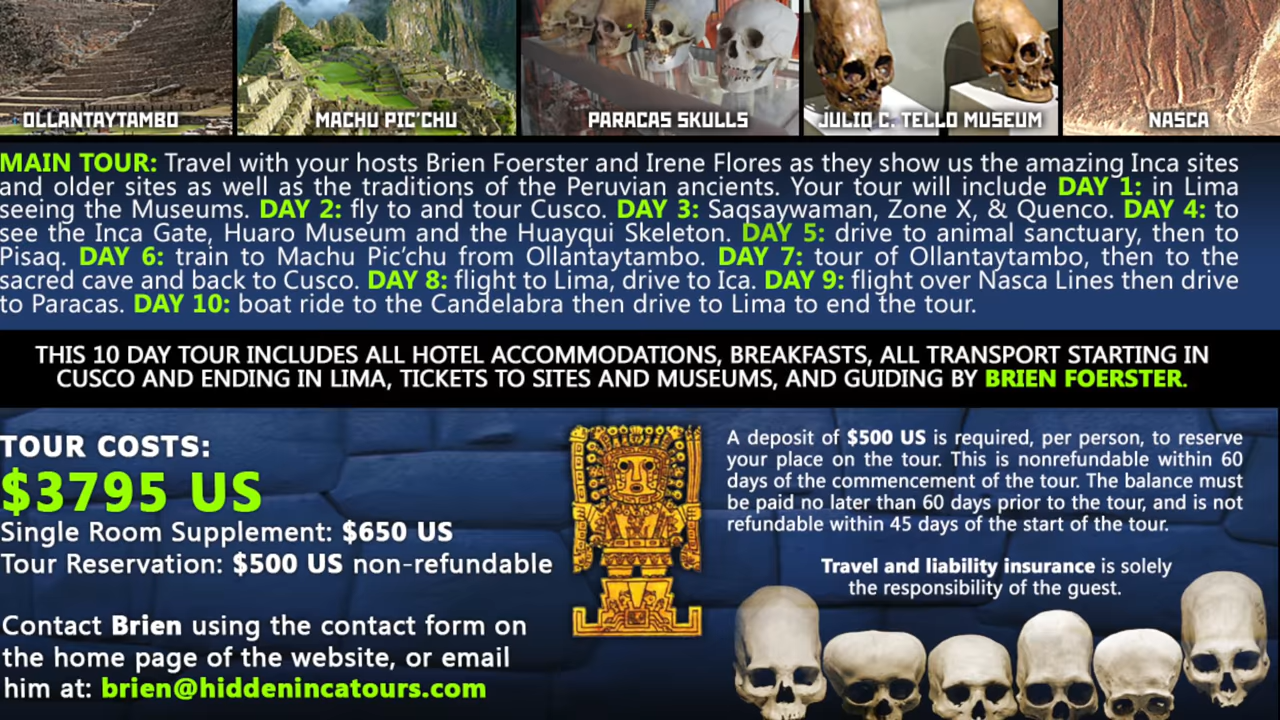 OLLANTAYTAMBO
MACHU PIC'CHU
PARACAS SKULLS
JULIO C. TELLO MUSEUM
NASCA
MAIN TOUR: Travel with your hosts Brien Foerster and Irene Flores as they show us the amazing Inca sites
and older sites as well as the traditions of the Peruvian ancients. Your tour will include DAY 1: in Lima
seeing the Museums. DAY 2: fly to and tour Cusco. DAY 3: Saqsaywaman, Zone X, & Quenco. DAY 4: to
see the Inca Gate, Huaro Museum and the Huayqui Skeleton. DAY 5: drive to animal sanctuary, then to
Pisaq. DAY 6: train to Machu Pic'chu from Ollantaytambo. DAY 7: tour of Ollantaytambo, then to the
sacred cave and back to Cusco. DAY 8: flight to Lima, drive to Ica. DAY 9: flight over Nasca Lines then drive
to Paracas. DAY 10: boat ride to the Candelabra then drive to Lima to end the tour.
THIS 10 DAY TOUR INCLUDES ALL HOTEL ACCOMMODATIONS, BREAKFASTS, ALL TRANSPORT STARTING IN
CUSCO AND ENDING IN LIMA, TICKETS TO SITES AND MUSEUMS, AND GUIDING BY BRIEN FOERSTER.
TOUR COSTS:
$3795 US
Single Room Supplement: $650 US
Tour Reservation: $500 US non-refundable
Contact Brien using the contact form on
the home page of the website, or email
him at: brien@hiddenincatours.com
A deposit of $500 US is required, per person, to reserve
your place on the tour. This is nonrefundable within 60
days of the commencement of the tour. The balance must
be paid no later than 60 days prior to the tour, and is not
refundable within 45 days of the start of the tour.
Travel and liability insurance is solely
the responsibility of the guest.